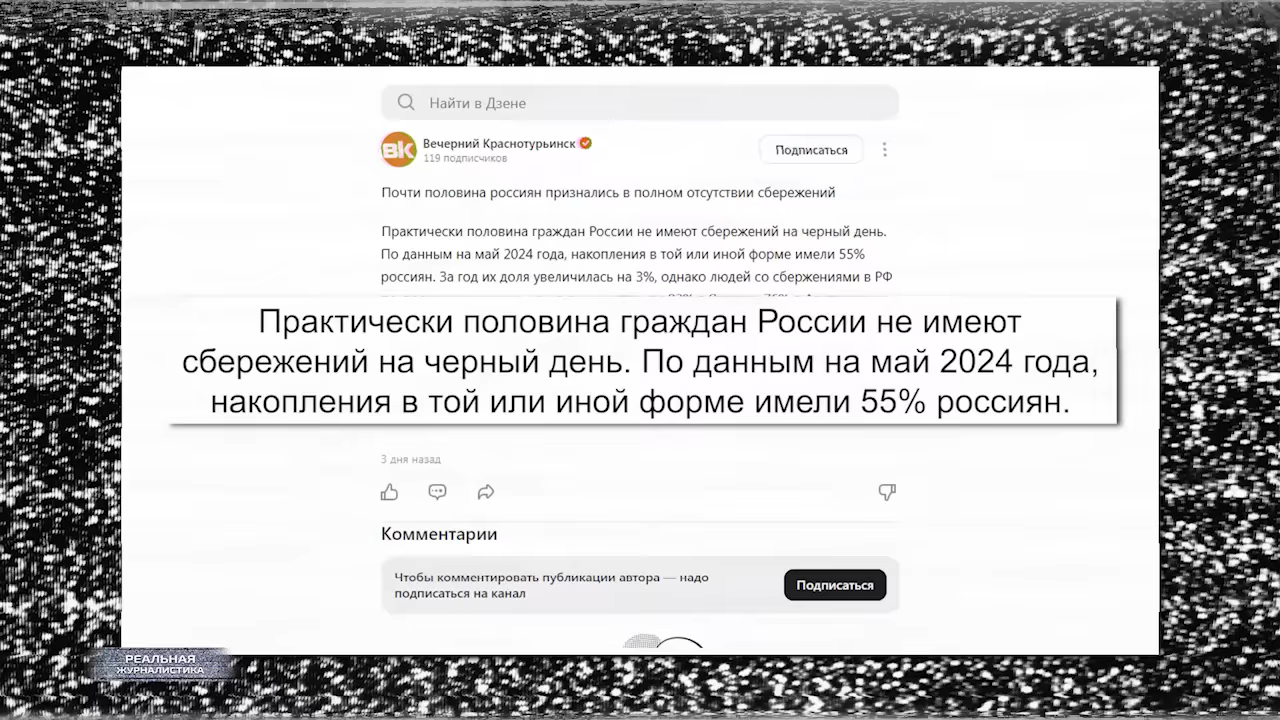 Найти в Дзене
Вечерний Краснотурьинск
119 подписчиков
Подписаться
Почти половина россиян признались в полном отсутствии сбережений
Практически половина граждан России не имеют сбережений на черный день.
По данным на май 2024 года, накопления в той или иной форме имели 55%
россиян. За год их доля увеличилась на 3%, однако людей со сбержениями в РФ
Практически половина граждан России не имеют
сбережений на черный день. По данным на май 2024 года,
накопления в той или иной форме имели 55% россиян.
3 дня назад
Комментарии
Чтобы комментировать публикации автора — надо
подписаться на канал
Подписаться
РЕАЛЬНАЯ
ЖУРНАЛИСТИКА